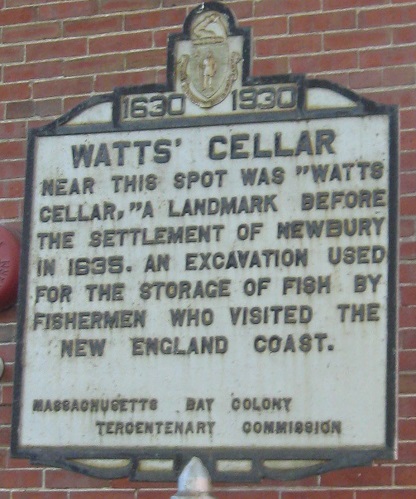 1630 1930
WATTS' CELLAR
NEAR THIS SPOT WAS "WATTS
CELLAR," A LANDMARK BEFORE
THE SETTLEMENT OF NEWBURY
IN 1635. AN EXCAVATION USED
FOR THE STORAGE OF FISH BY
FISHERMEN WHO VISITED THE
NEW ENGLAND COAST.
MASSACHUSETTS BAY COLONY
TERCENTENARY COMMISSION